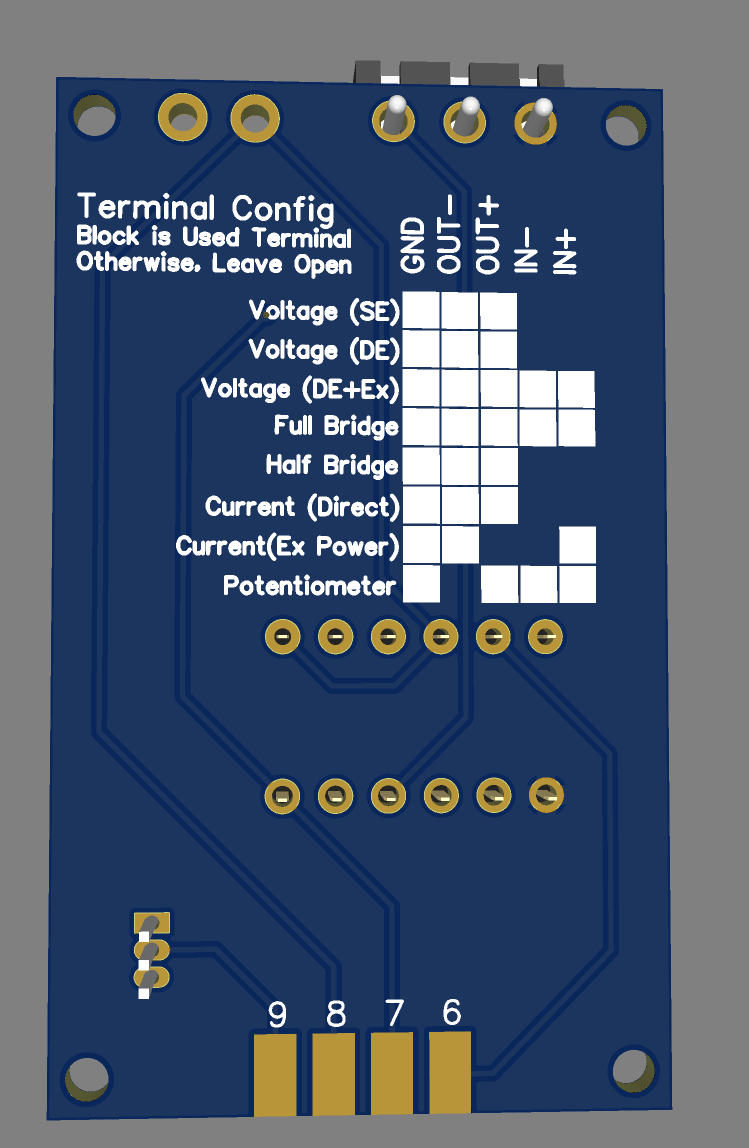 Terminal Config
Block is Used Terminal
Otherwise. Leave Open
GND OUT- OUT+ IN- IN+
Voltage (SE)
Voltage (DE)
Voltage (DE+Ex)
Full Bridge
Half Bridge
Current (Direct)
Current(Ex Power)
Potentiometer
9 8 7 6